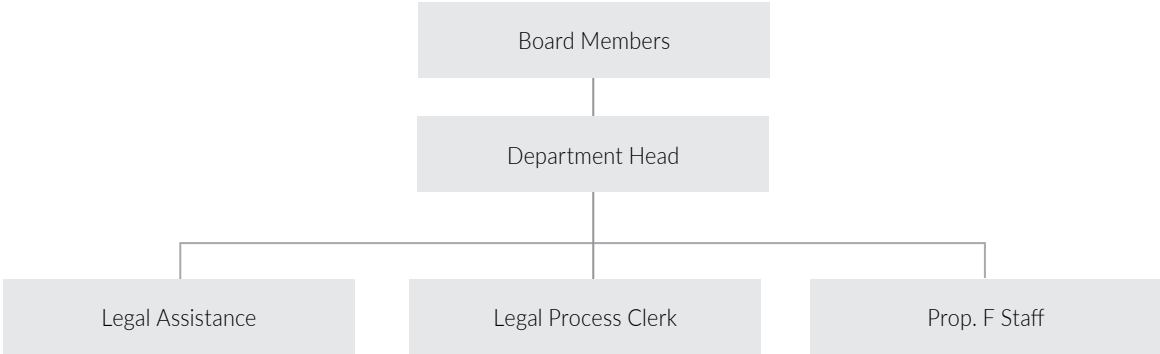 Board Members
Department Head
Legal Assistance
Legal Process Clerk
Prop. F Staff